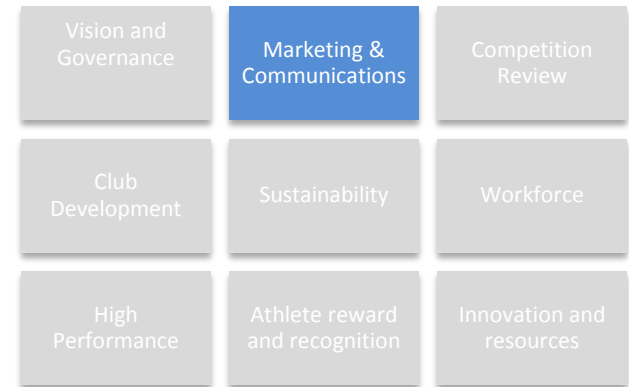 Vision and
Governance
Marketing &
Communications
Competition
Review
Club
Development
Sustainability
Workforce
High
Performance
Athlete reward
and recognition
Innovation and
resources